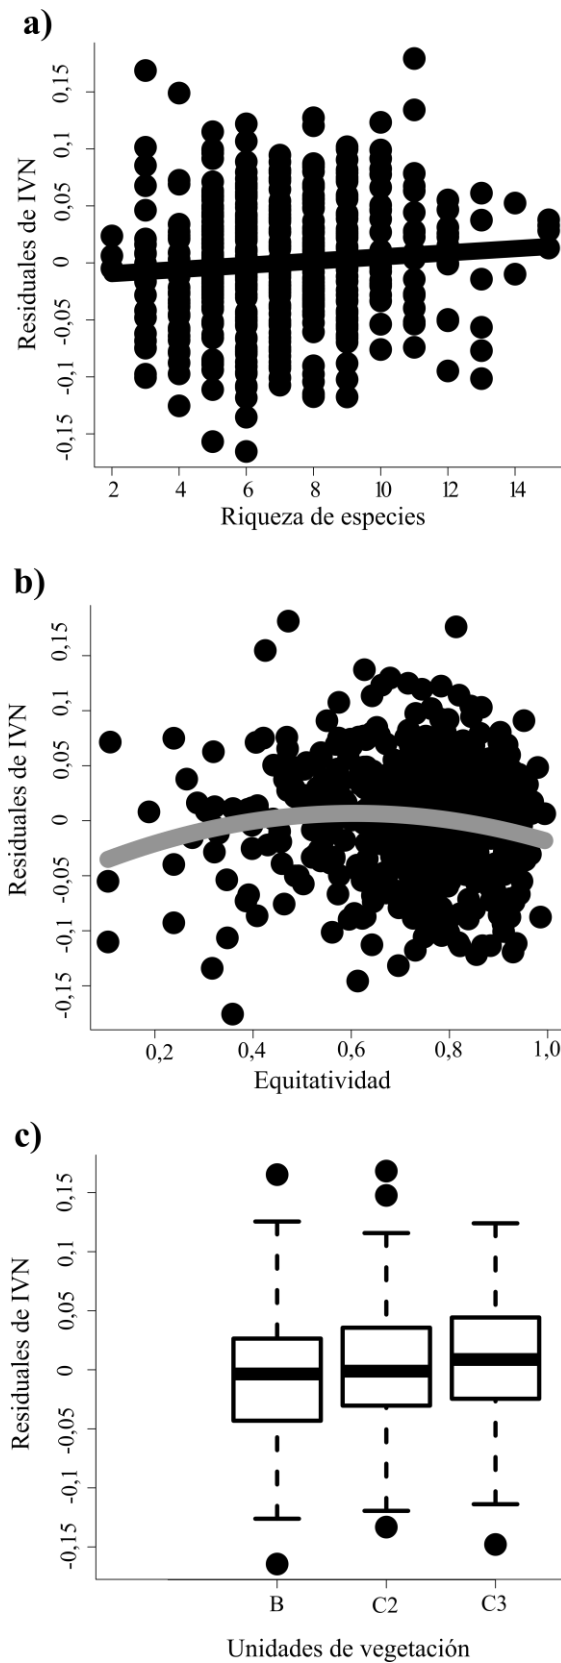 a)
Residuales de IVN
0,15
0,1
0,05
0
-0,05
-0,1
-0,15
2 4 6 8 10 12 14
Riqueza de especies
b)
Residuales de IVN
0,15
0,1
0,05
0
-0,05
-0,1
-0,15
0,2 0,4 0,6 0,8 1,0
Equitatividad
c)
Residuales de IVN
0,15
0,1
0,05
0
-0,05
-0,1
-0,15
B C2 C3
Unidades de vegetación